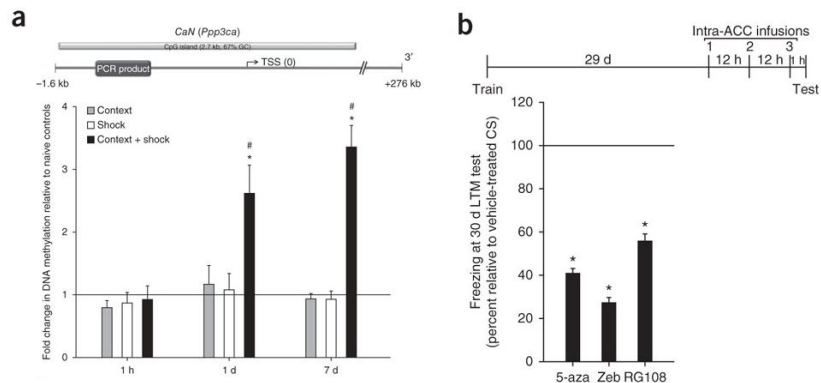 a
CaN (Ppp3ca)
CpG island (2.7 kb, 67% GC)
PCR product
TSS (0)
3'
–1.6 kb
+276 kb
Fold change in DNA methylation relative to naive controls
4
3
2
1
0
Context
Shock
Context + shock
#
*
#
*
1 h
1 d
7 d
b
Intra-ACC infusions
1 2 3
29 d 12 h 12 h 1 h
Train Test
Freezing at 30 d LTM test
(percent relative to vehicle-treated CS)
120
100
80
60
40
20
0
*
*
*
5-aza Zeb RG108